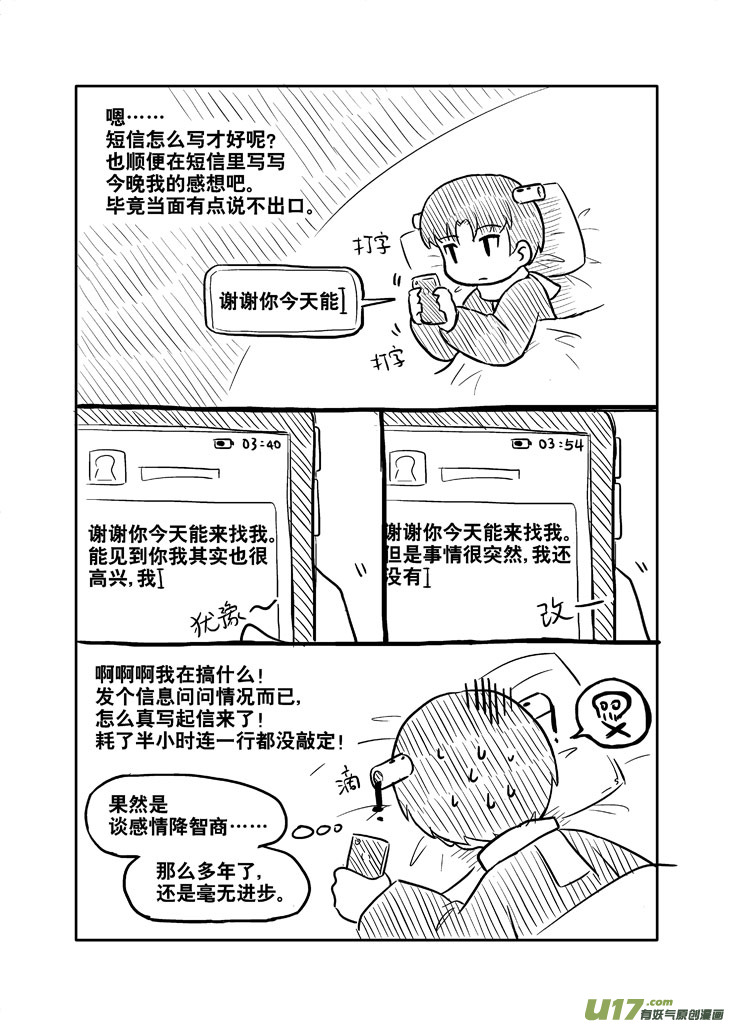 嗯……
短信怎么写才好呢?
也顺便在短信里写写
今晚我的感想吧。
毕竟当面有点说不出口。
打字
谢谢你今天能
打字
03:40
谢谢你今天能来找我。
能见到你我其实也很
高兴,我
犹豫
03:54
谢谢你今天能来找我。
但是事情很突然,我还
没有
改
啊啊啊我在搞什么!
发个信息问问情况而已,
怎么真写起信来了!
耗了半小时连一行都没敲定!
滴
果然是
谈感情降智商……
那么多年了,
还是毫无进步。
U17.com
有妖气原创漫画